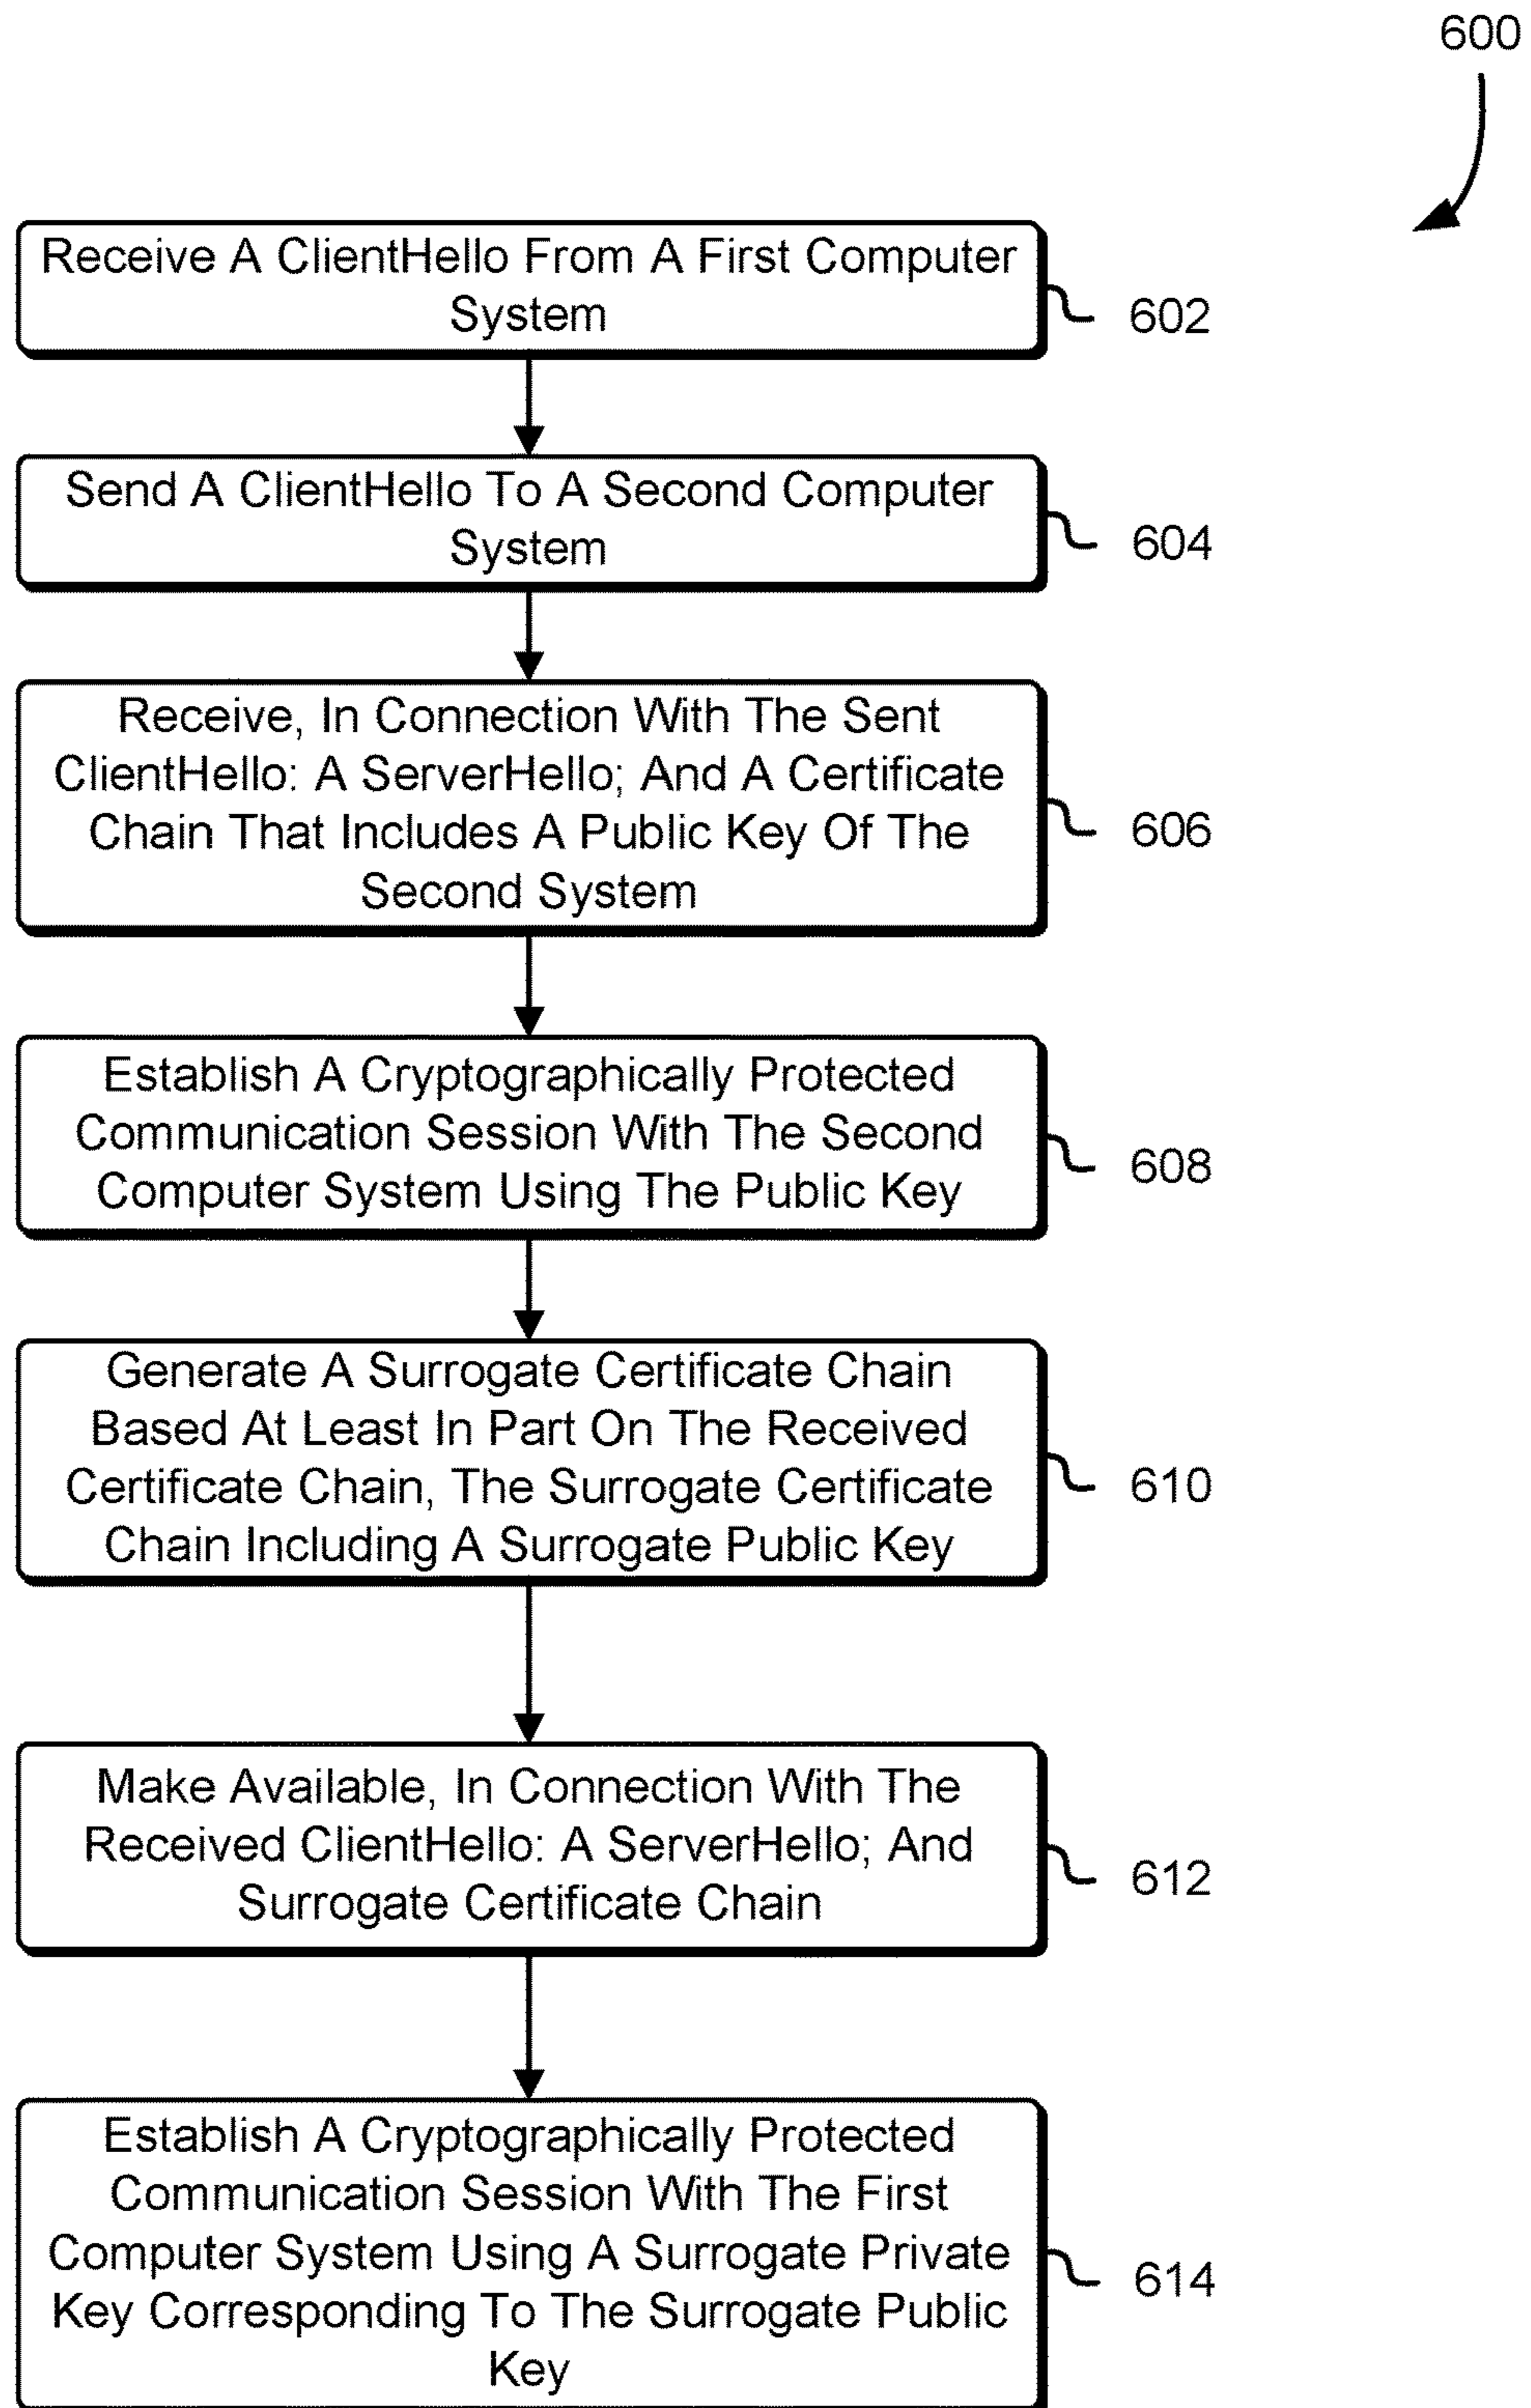 600
Receive A ClientHello From A First Computer
System
602
Send A ClientHello To A Second Computer
System
604
Receive, In Connection With The Sent
ClientHello: A ServerHello; And A Certificate
Chain That Includes A Public Key Of The
Second System
606
Establish A Cryptographically Protected
Communication Session With The Second
Computer System Using The Public Key
608
Generate A Surrogate Certificate Chain
Based At Least In Part On The Received
Certificate Chain, The Surrogate Certificate
Chain Including A Surrogate Public Key
610
Make Available, In Connection With The
Received ClientHello: A ServerHello; And
Surrogate Certificate Chain
612
Establish A Cryptographically Protected
Communication Session With The First
Computer System Using A Surrogate Private
Key Corresponding To The Surrogate Public
Key
614